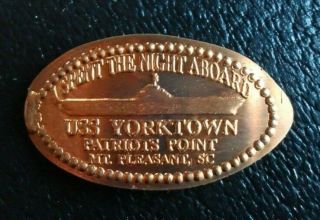 SPENT THE NIGHT ABOARD
USS YORKTOWN
PATRIOTS POINT
MT. PLEASANT, SC